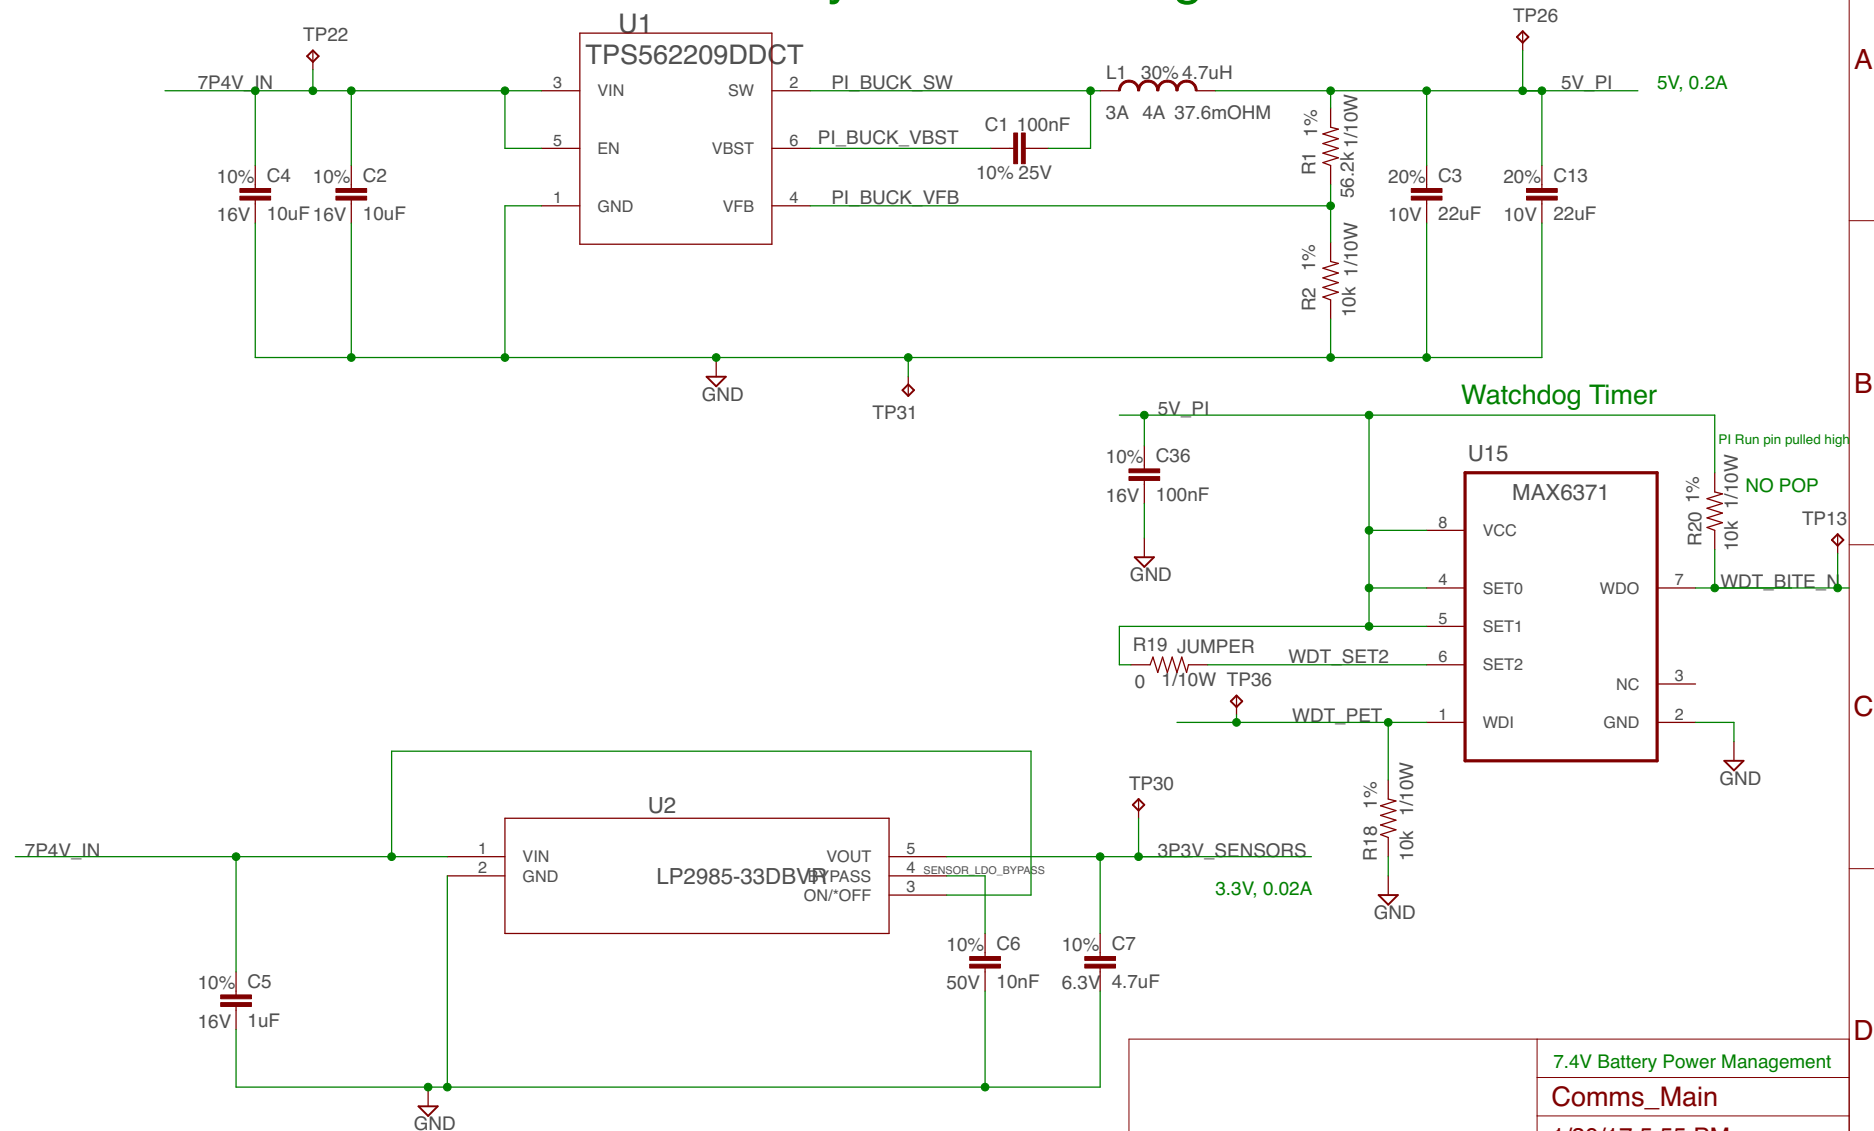 U1
TPS562209DDCT
TP22
7P4V_IN
3 VIN
5 EN
1 GND
SW 2 PI_BUCK_SW
VBST 6 PI_BUCK_VBST
VFB 4 PI_BUCK_VFB
10% C4
16V 10uF
10% C2
16V 10uF
C1 100nF
10% 25V
L1 30% 4.7uH
3A 4A 37.6mOHM
R1 1%
56.2k 1/10W
R2 1%
10k 1/10W
20% C3
10V 22uF
20% C13
10V 22uF
TP26
5V_PI
5V, 0.2A
GND
TP31
A
B
C
D
Watchdog Timer
5V_PI
10% C36
16V 100nF
GND
U15
MAX6371
8 VCC
4 SET0
5 SET1
6 SET2
1 WDI
WDO 7
NC 3
GND 2
R19 JUMPER
0 1/10W
WDT_SET2
TP36
WDT_PET
R18 1%
10k 1/10W
GND
PI Run pin pulled high
R20 1%
10k 1/10W
NO POP
TP13
WDT_BITE_N
GND
7P4V_IN
U2
LP2985-33DBVR
1 VIN
2 GND
VOUT 5
BYPASS 4 SENSOR_LDO_BYPASS
ON/*OFF 3
TP30
3P3V_SENSORS
3.3V, 0.02A
10% C5
16V 1uF
10% C6
50V 10nF
10% C7
6.3V 4.7uF
GND
7.4V Battery Power Management
Comms_Main